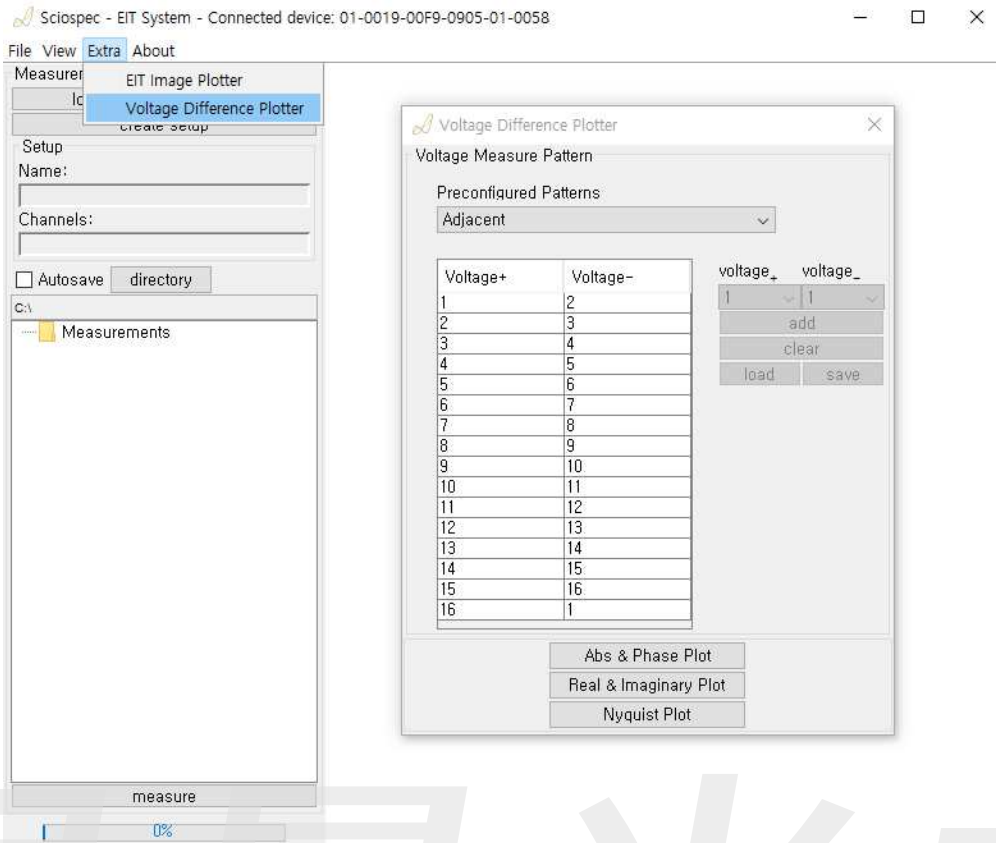 Sciospec - EIT System - Connected device: 01-0019-00F9-0905-01-0058
File View Extra About
EIT Image Plotter
Voltage Difference Plotter
create setup
Setup
Name:
Channels:
Autosave directory
C:\
Measurements
measure
0%
Voltage Difference Plotter
Voltage Measure Pattern
Preconfigured Patterns
Adjacent
Voltage+ Voltage-
1 2
2 3
3 4
4 5
5 6
6 7
7 8
8 9
9 10
10 11
11 12
12 13
13 14
14 15
15 16
16 1
voltage+ voltage-
1 1
add
clear
load save
Abs & Phase Plot
Real & Imaginary Plot
Nyquist Plot